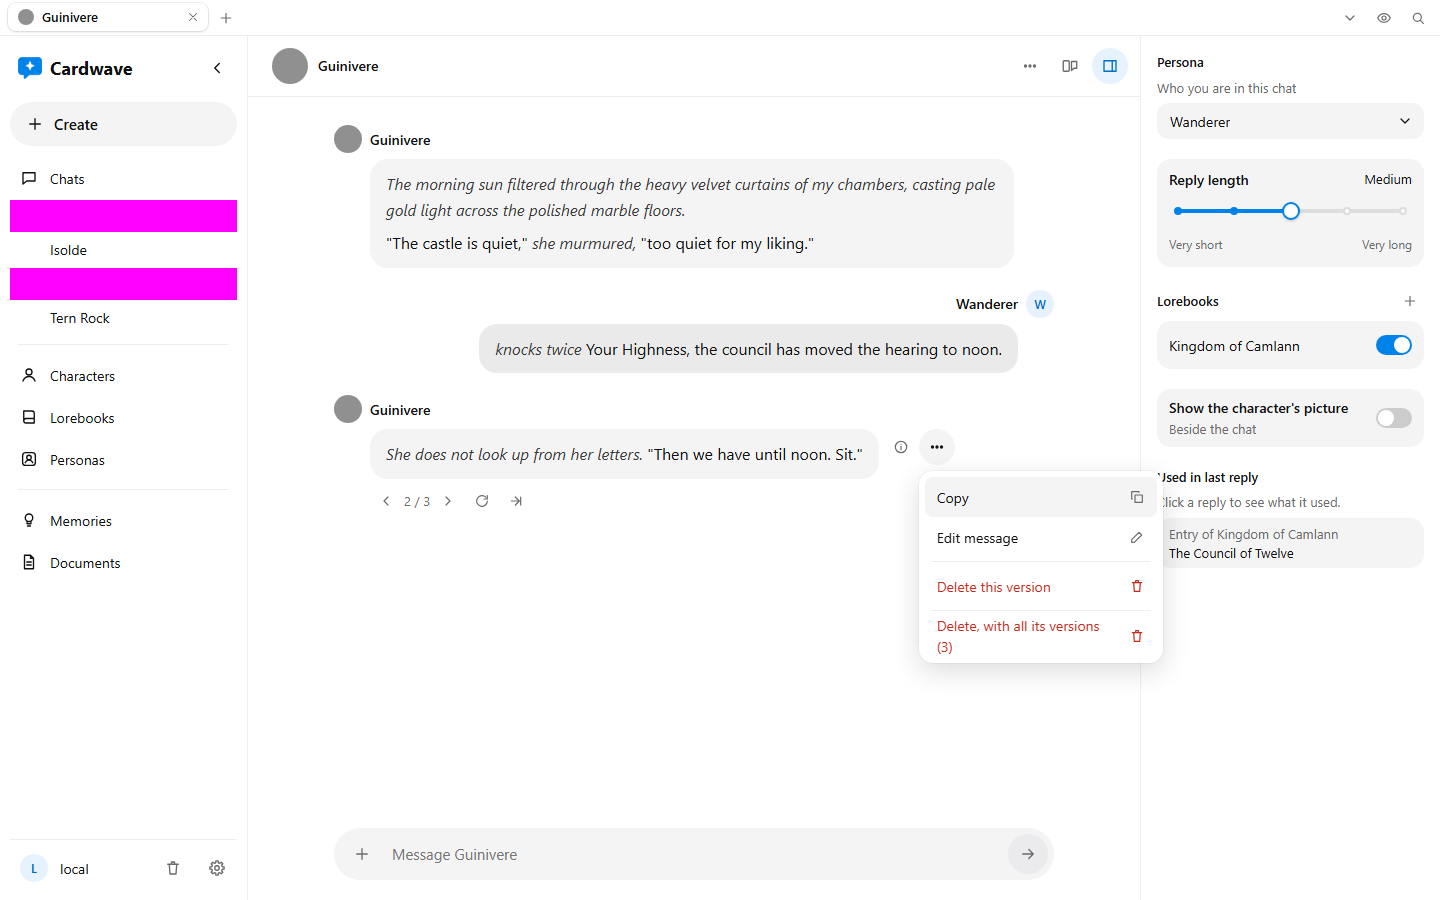 Guinivere
Cardwave
Create
Chats
Isolde
Tern Rock
Characters
Lorebooks
Personas
Memories
Documents
L
local
Guinivere
Guinivere
The morning sun filtered through the heavy velvet curtains of my chambers, casting pale
gold light across the polished marble floors.
"The castle is quiet," she murmured, "too quiet for my liking."
Wanderer
W
knocks twice Your Highness, the council has moved the hearing to noon.
Guinivere
She does not look up from her letters. "Then we have until noon. Sit."
2 / 3
Copy
Edit message
Delete this version
Delete, with all its versions
(3)
Message Guinivere
Persona
Who you are in this chat
Wanderer
Reply length
Medium
Very short
Very long
Lorebooks
Kingdom of Camlann
Show the character's picture
Beside the chat
Used in last reply
Click a reply to see what it used.
Entry of Kingdom of Camlann
The Council of Twelve